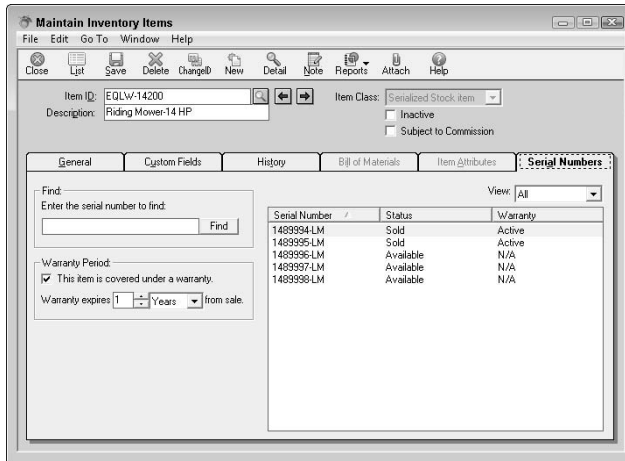 Maintain Inventory Items
File Edit Go To Window Help
Close List Save Delete ChangeID New Detail Note Reports Attach Help
Item ID: EQLW-14200 Item Class: Serialized Stock item
Description: Riding Mower-14 HP Inactive
Subject to Commission
General Custom Fields History Bill of Materials Item Attributes Serial Numbers
Find:
Enter the serial number to find:
Find
Warranty Period:
This item is covered under a warranty.
Warranty expires 1 Years from sale.
View: All
Serial Number / Status Warranty
1489994-LM Sold Active
1489995-LM Sold Active
1489996-LM Available N/A
1489997-LM Available N/A
1489998-LM Available N/A